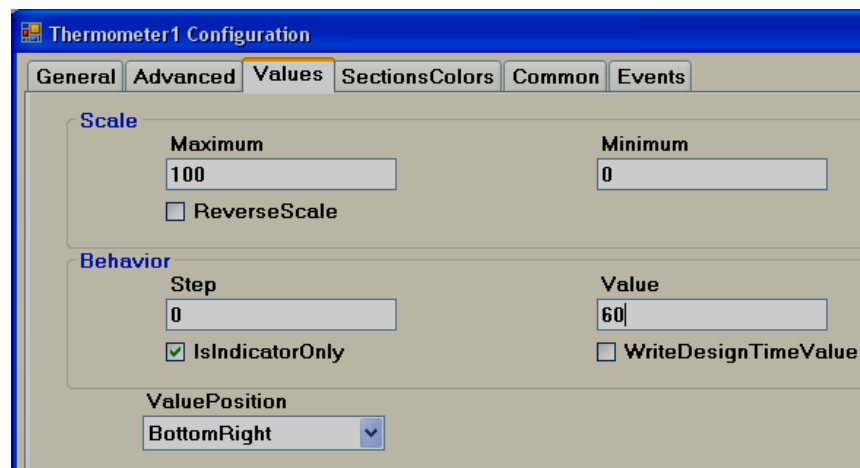 Thermometer1 Configuration
General Advanced Values SectionsColors Common Events
Scale
Maximum Minimum
100 0
ReverseScale
Behavior
Step Value
0 60
IsIndicatorOnly WriteDesignTimeValue
ValuePosition
BottomRight